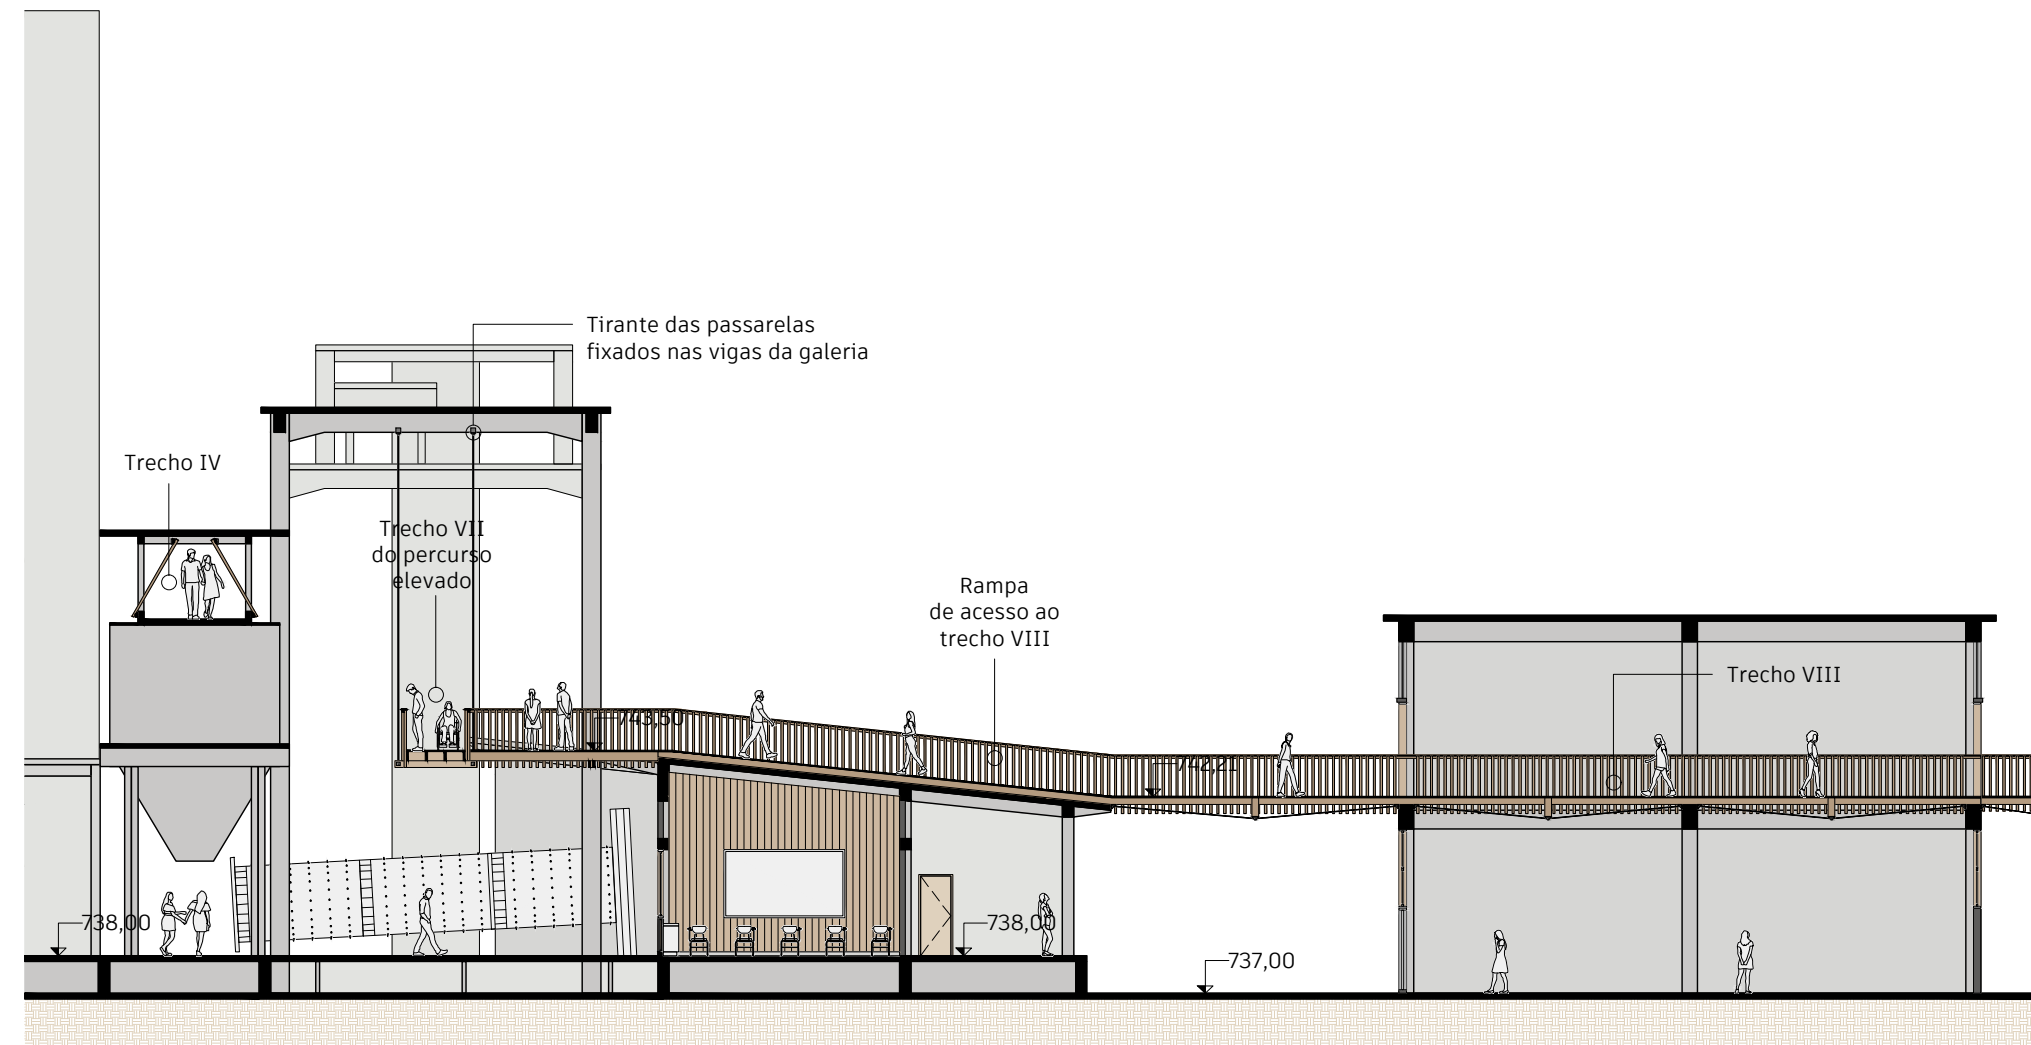 Tirante das passarelas
fixados nas vigas da galeria
Trecho IV
Trecho VII
do percurso
elevado
Rampa
de acesso ao
trecho VIII
Trecho VIII
743,50
742,21
738,00
738,00
737,00